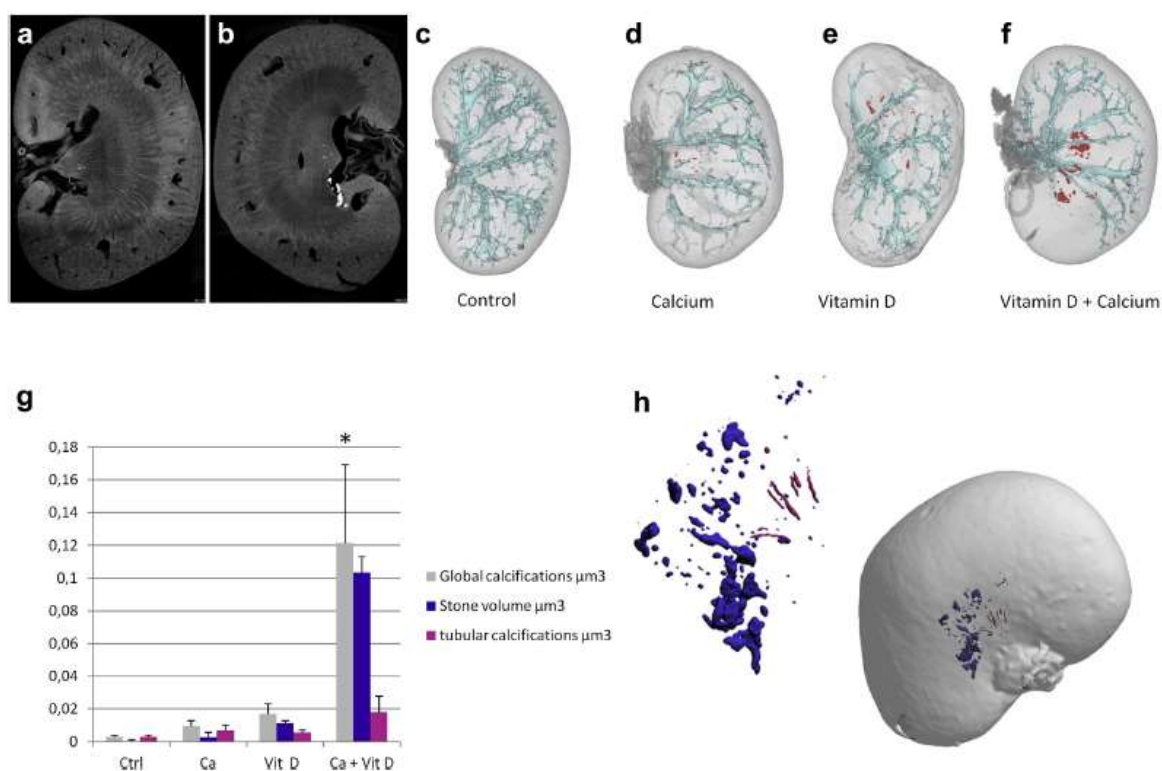 a
b
c
d
e
f
Control
Calcium
Vitamin D
Vitamin D + Calcium
g
h
*
0,18
0,16
0,14
0,12
0,1
0,08
0,06
0,04
0,02
0
Ctrl
Ca
Vit D
Ca + Vit D
Global calcifications µm3
Stone volume µm3
tubular calcifications µm3